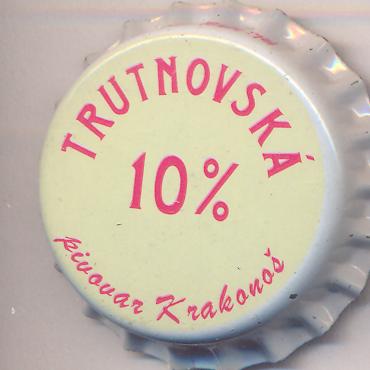 TRUTNOVSKÁ
10%
pivovar Krakonoš